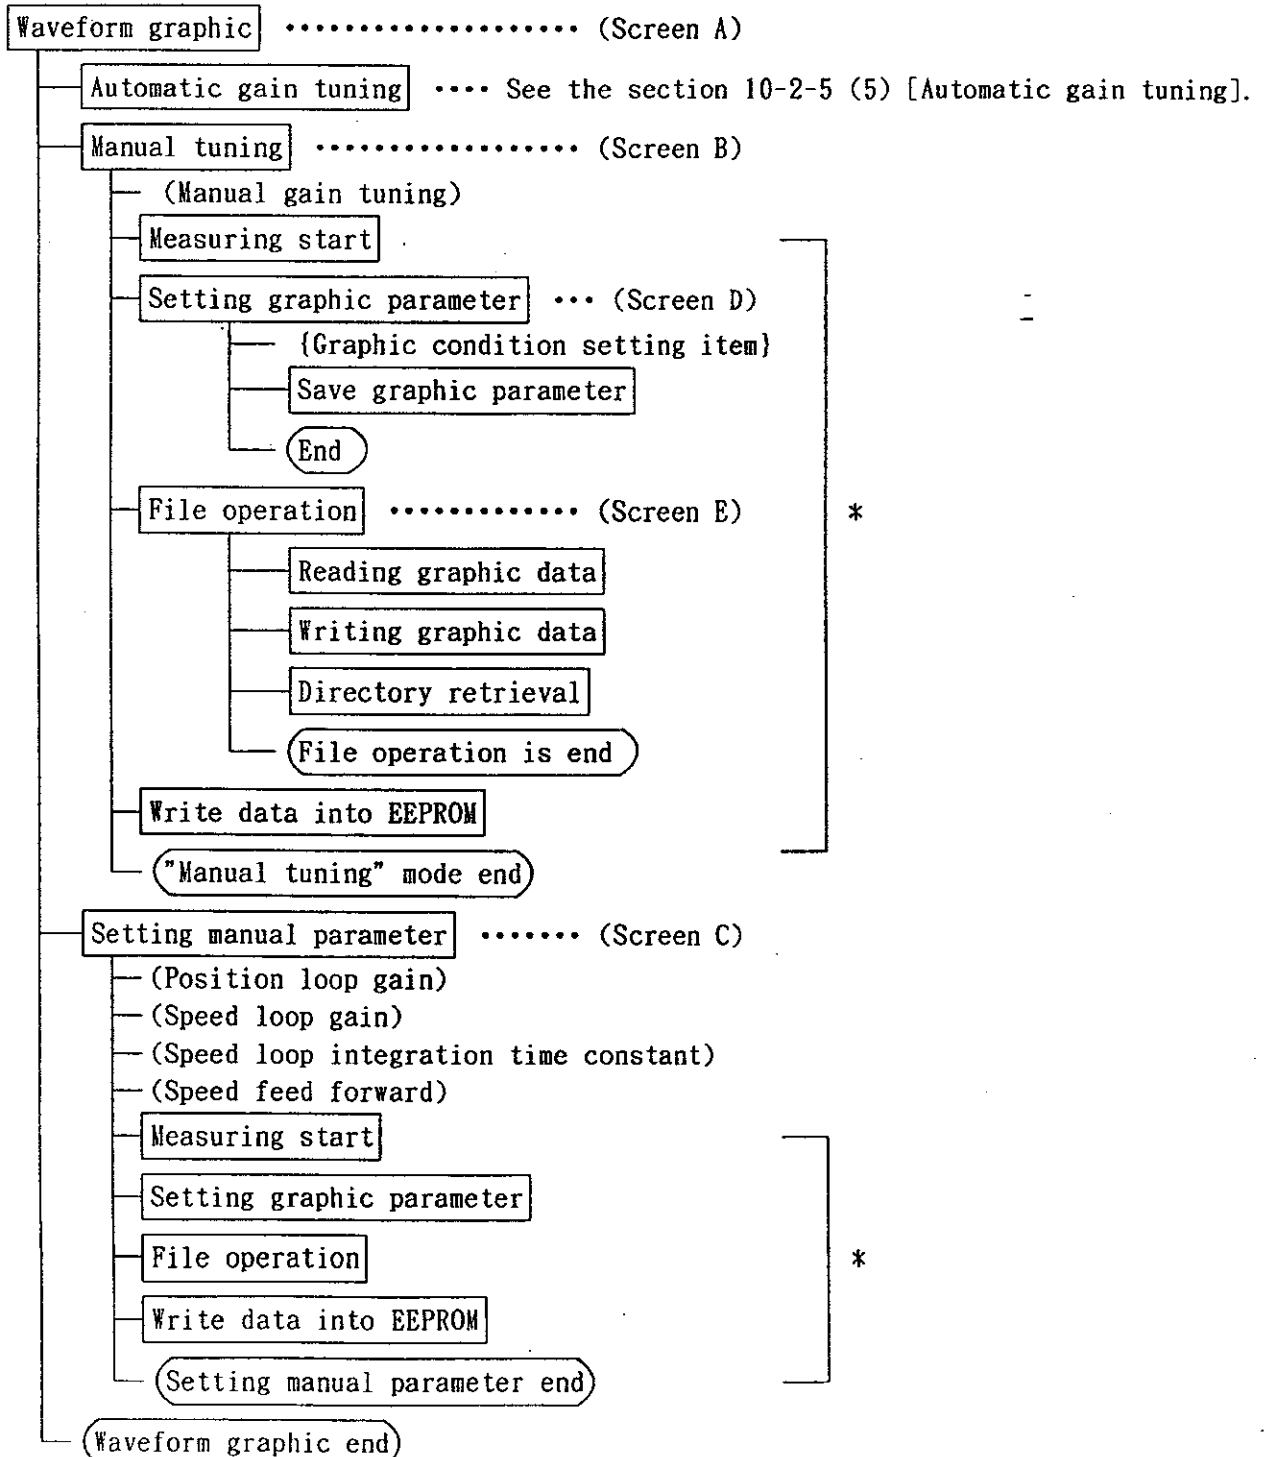 Waveform graphic •••••••••••••••••••• (Screen A)
Automatic gain tuning •••• See the section 10-2-5 (5) [Automatic gain tuning].
Manual tuning •••••••••••••••••• (Screen B)
(Manual gain tuning)
Measuring start
Setting graphic parameter ••• (Screen D)
{Graphic condition setting item}
Save graphic parameter
End
File operation ••••••••••••• (Screen E) *
Reading graphic data
Writing graphic data
Directory retrieval
File operation is end
Write data into EEPROM
"Manual tuning" mode end
Setting manual parameter ••••••• (Screen C)
(Position loop gain)
(Speed loop gain)
(Speed loop integration time constant)
(Speed feed forward)
Measuring start
Setting graphic parameter
File operation *
Write data into EEPROM
Setting manual parameter end
Waveform graphic end